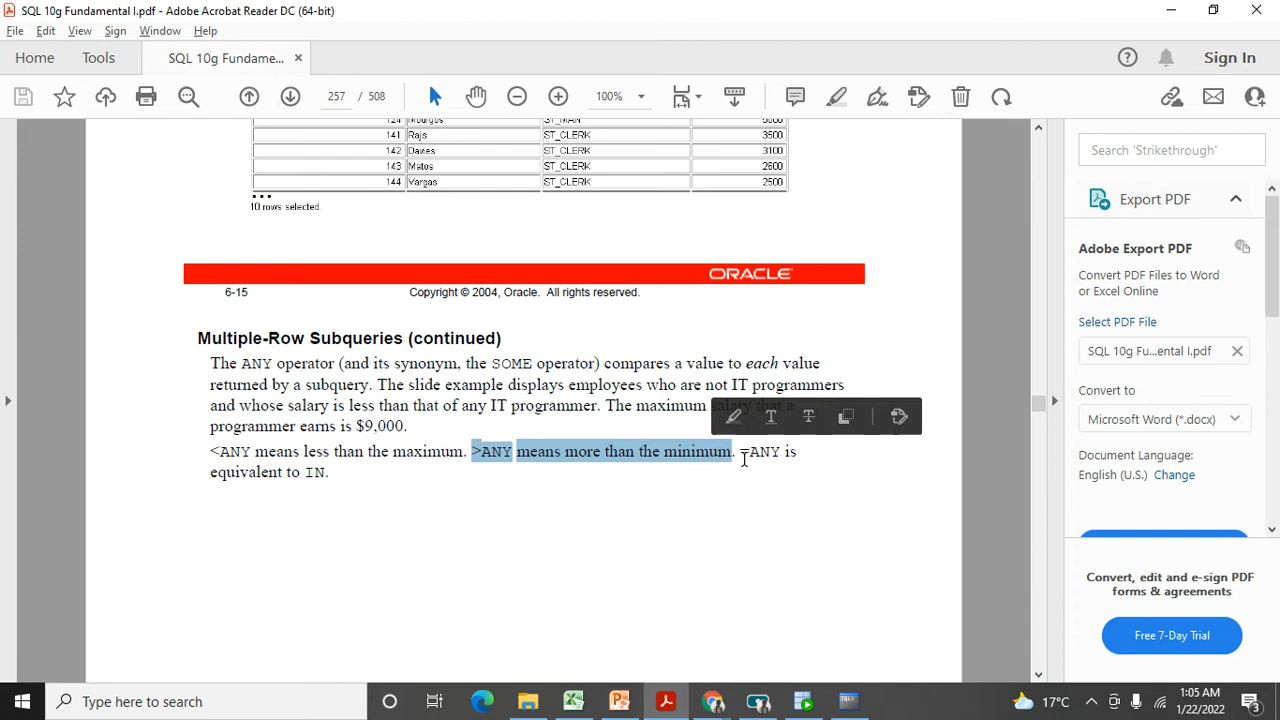 SQL 10g Fundamental I.pdf - Adobe Acrobat Reader DC (64-bit)
File Edit View Sign Window Help
Home Tools SQL 10g Fundame... × Sign In
257 / 508 100%
141 Rajs ST_CLERK 3500
142 Davies ST_CLERK 3100
143 Matos ST_CLERK 2600
144 Vargas ST_CLERK 2500
...
10 rows selected.
ORACLE
6-15 Copyright © 2004, Oracle. All rights reserved.
Multiple-Row Subqueries (continued)
The ANY operator (and its synonym, the SOME operator) compares a value to each value
returned by a subquery. The slide example displays employees who are not IT programmers
and whose salary is less than that of any IT programmer. The maximum salary that a
programmer earns is $9,000.
<ANY means less than the maximum. >ANY means more than the minimum. =ANY is
equivalent to IN.
Search 'Strikethrough'
Export PDF
Adobe Export PDF
Convert PDF Files to Word
or Excel Online
Select PDF File
SQL 10g Fu...ental I.pdf
Convert to
Microsoft Word (*.docx)
Document Language:
English (U.S.) Change
Convert, edit and e-sign PDF
forms & agreements
Free 7-Day Trial
Type here to search
17°C
1:05 AM
1/22/2022
3